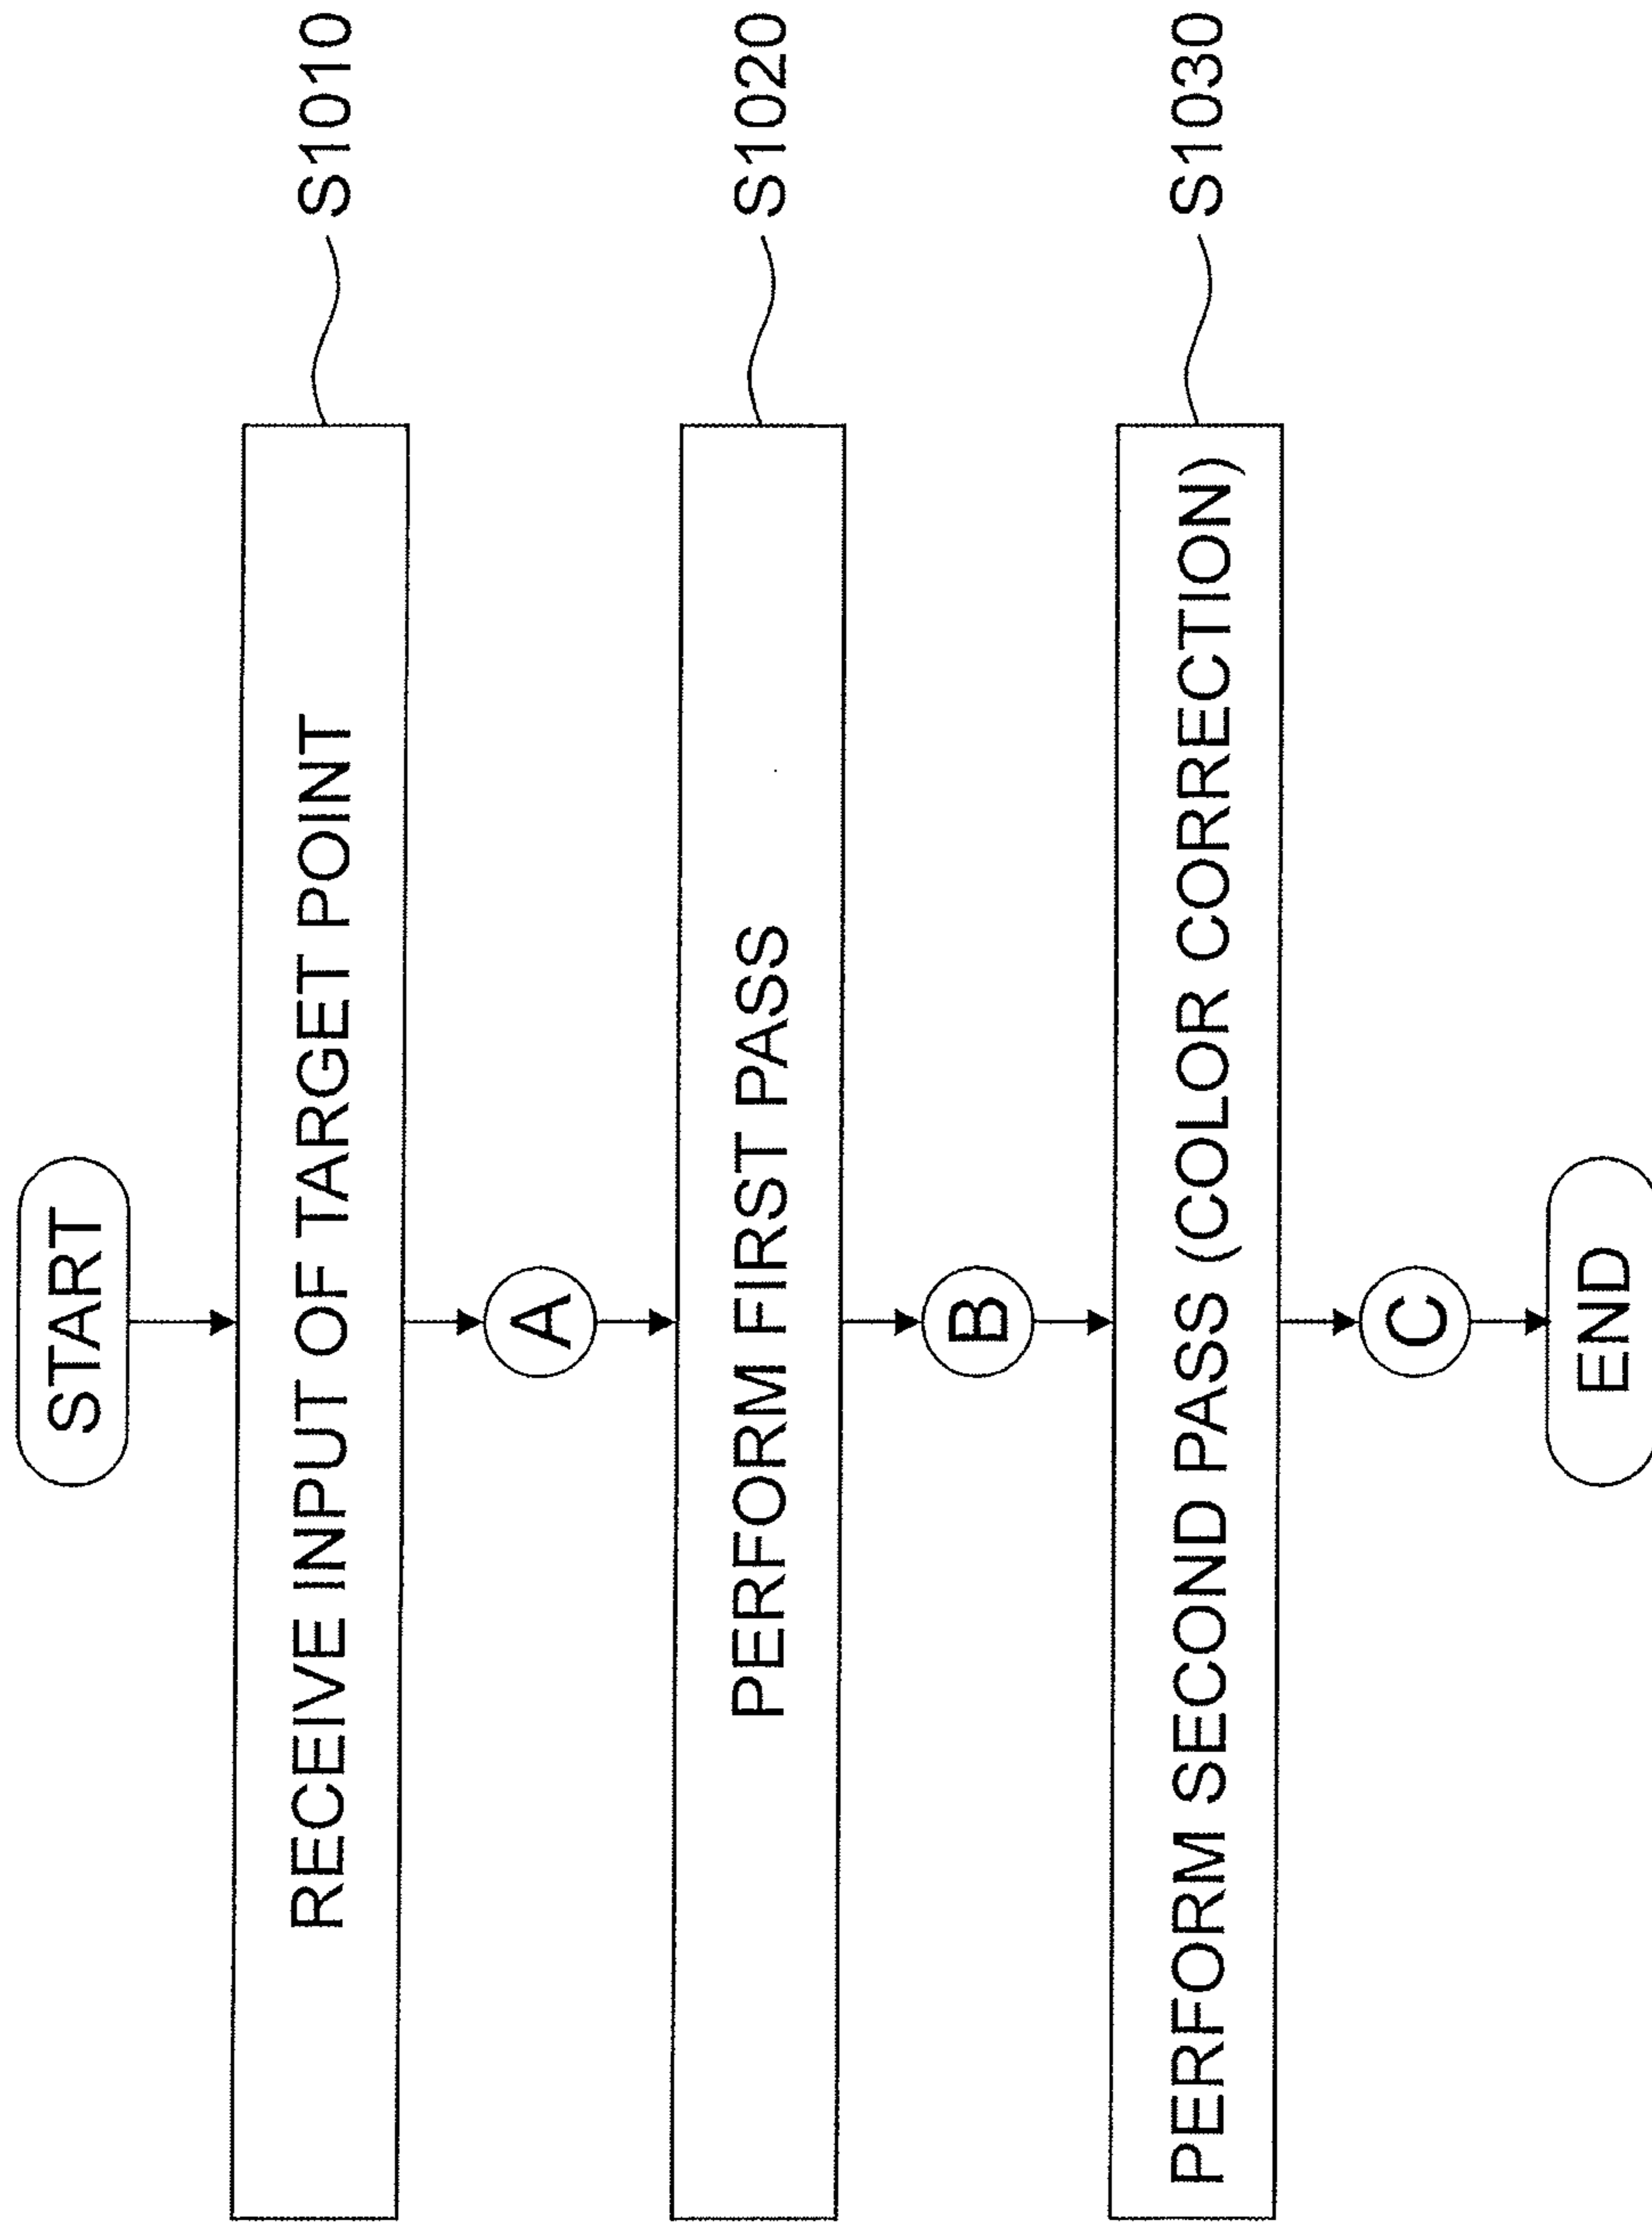 START
RECEIVE INPUT OF TARGET POINT
S1010
A
PERFORM FIRST PASS
S1020
B
PERFORM SECOND PASS (COLOR CORRECTION)
S1030
C
END